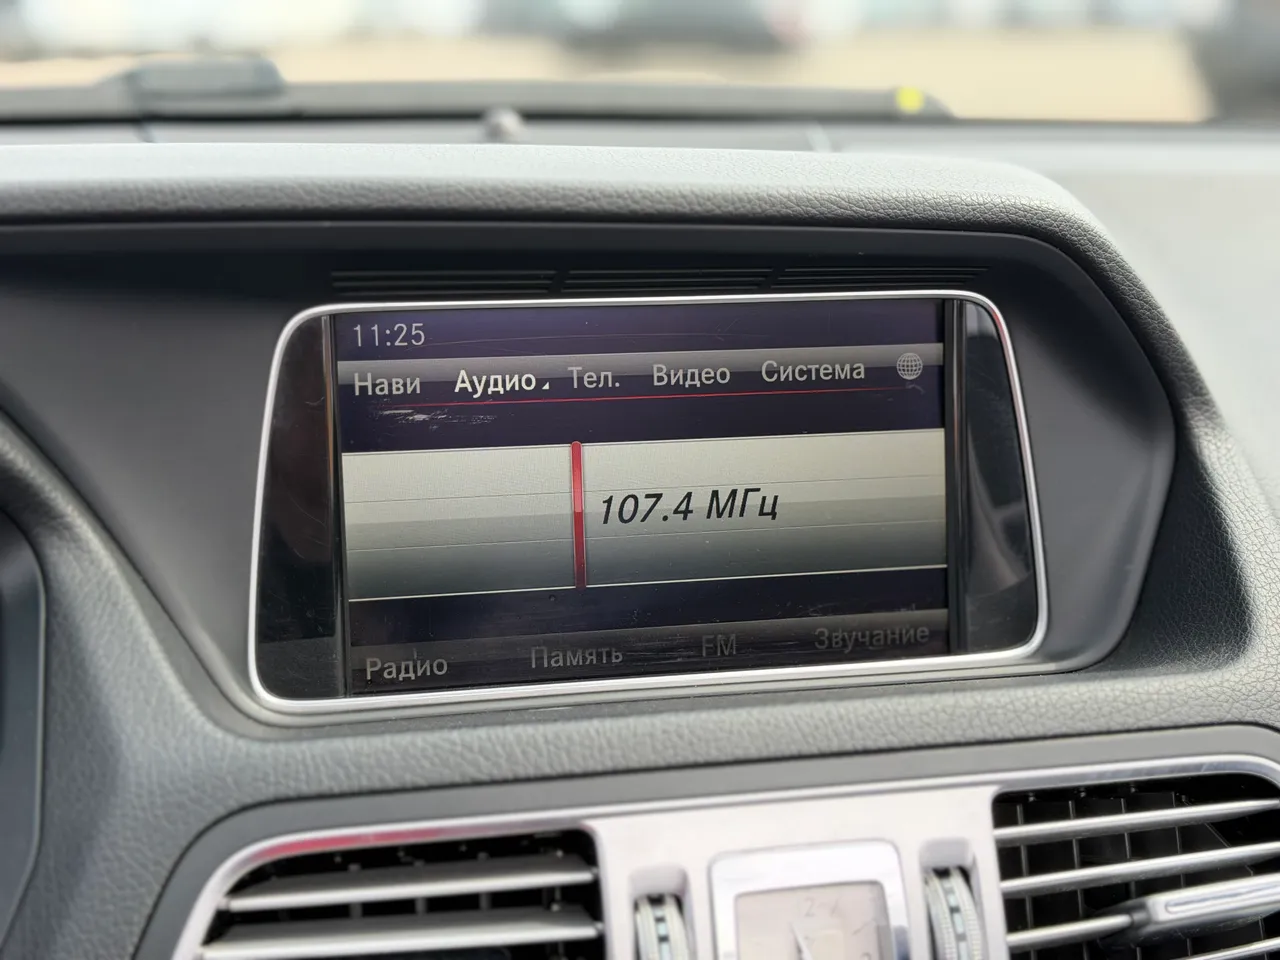 11:25
Нави Аудио Тел. Видео Система
107.4 МГц
Радио Память FM Звучание